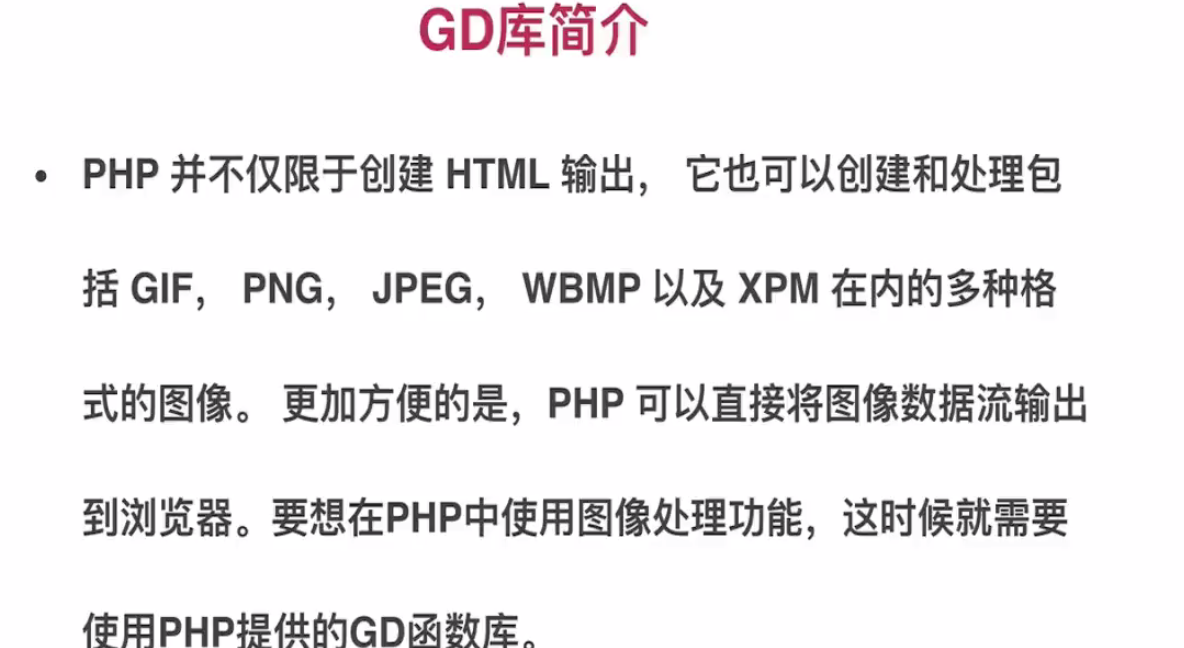 GD库简介
• PHP 并不仅限于创建 HTML 输出， 它也可以创建和处理包
括 GIF， PNG， JPEG， WBMP 以及 XPM 在内的多种格
式的图像。 更加方便的是，PHP 可以直接将图像数据流输出
到浏览器。要想在PHP中使用图像处理功能，这时候就需要
使用PHP提供的GD函数库。